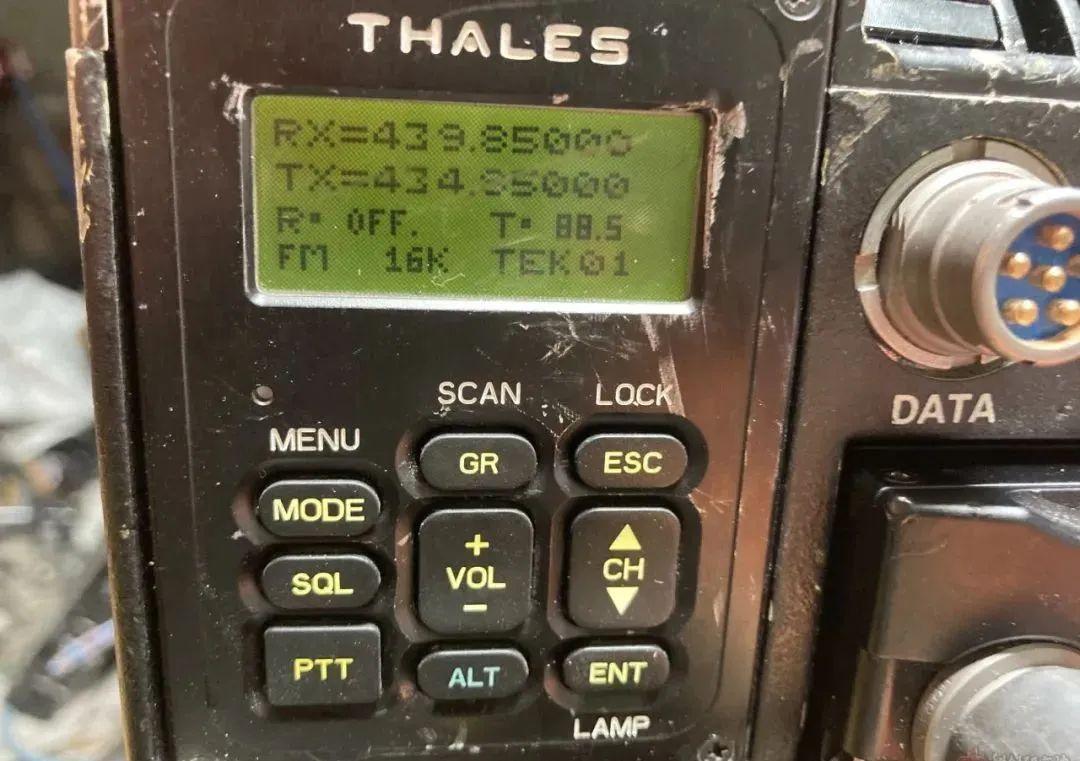 THALES
RX=439.85000
TX=434.85000
R: OFF. T: 88.5
FM 16K TEK01
SCAN LOCK
MENU
GR ESC
MODE
+
VOL
-
▲
CH
▼
SQL
PTT
ALT
ENT
LAMP
DATA